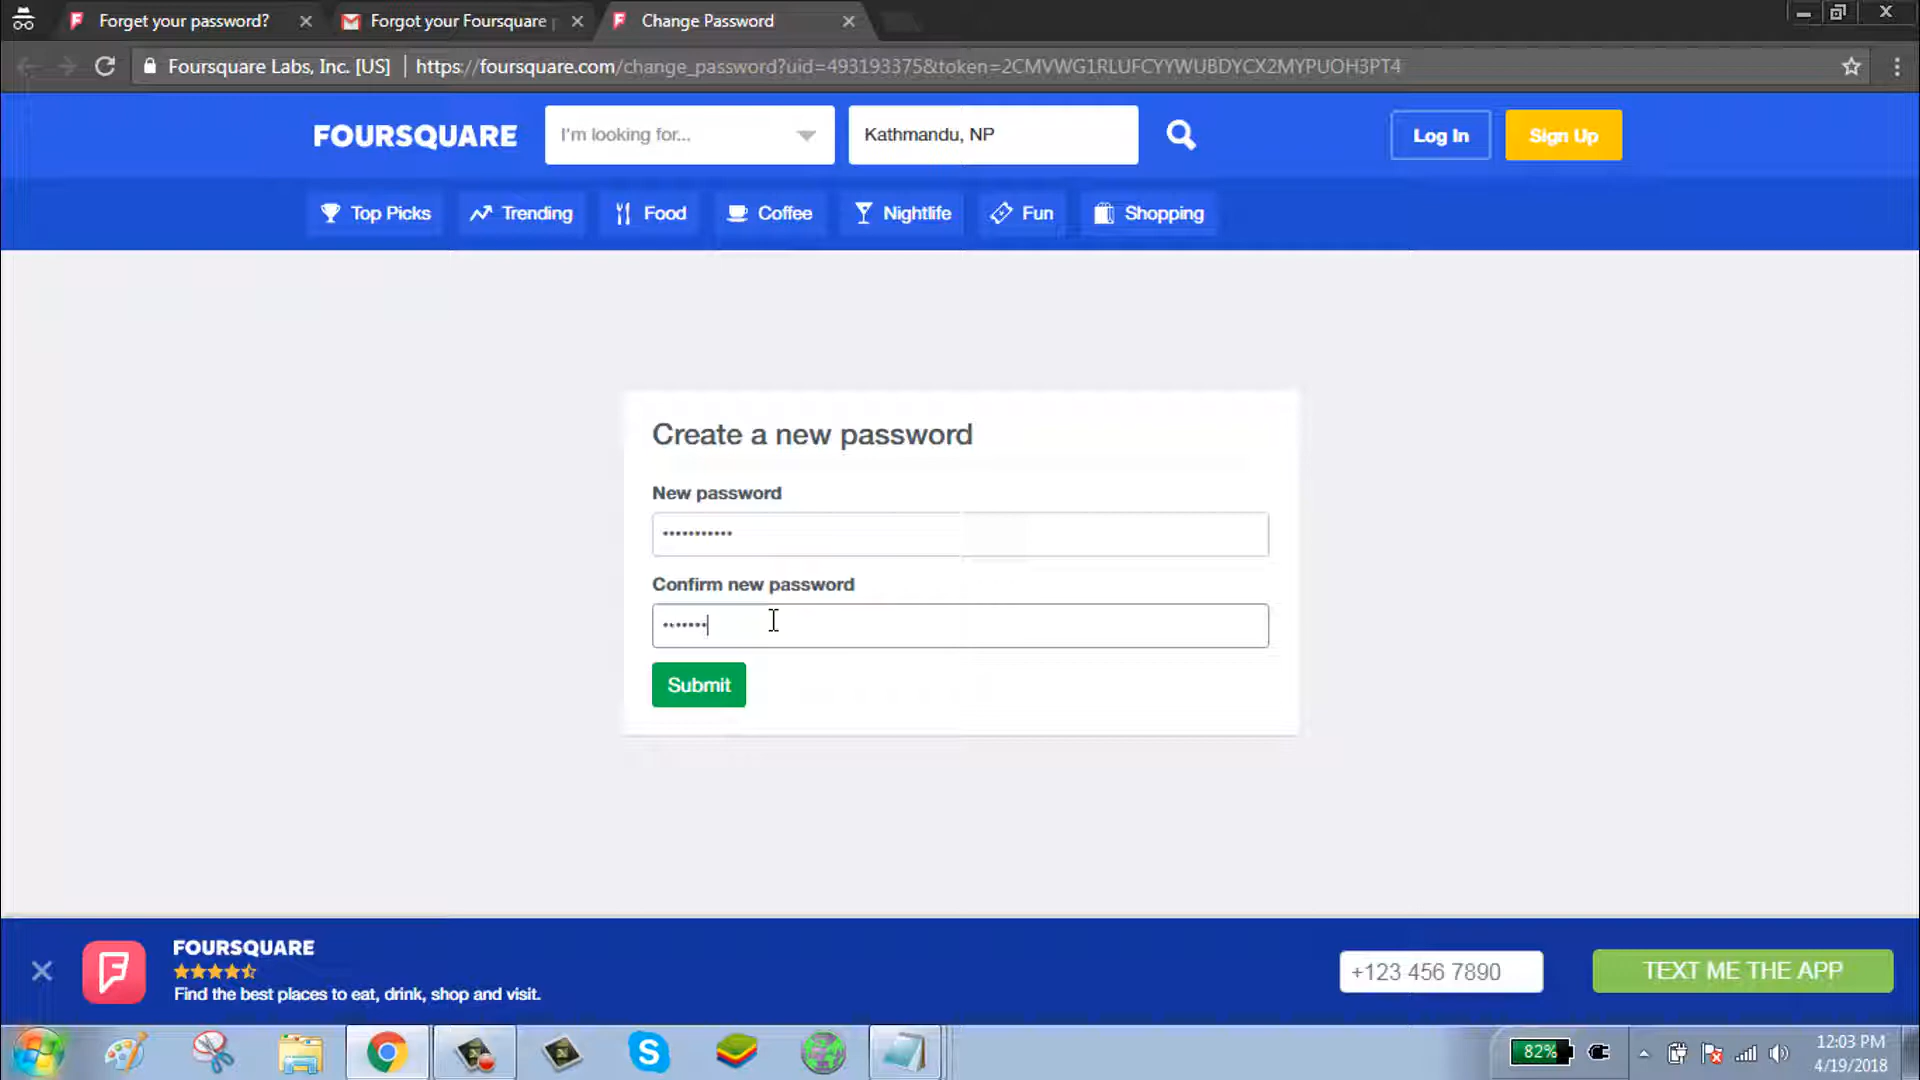 Forget your password?
Forgot your Foursquare
Change Password
Foursquare Labs, Inc. [US]
https://foursquare.com/change_password?uid=493193375&token=2CMVWG1RLUFCYYWUBDYCX2MYPUOH3PT4
FOURSQUARE
I'm looking for...
Kathmandu, NP
Log In
Sign Up
Top Picks
Trending
Food
Coffee
Nightlife
Fun
Shopping
Create a new password
New password
•••••••••••
Confirm new password
•••••••
Submit
FOURSQUARE
Find the best places to eat, drink, shop and visit.
+123 456 7890
TEXT ME THE APP
82%
12:03 PM
4/19/2018